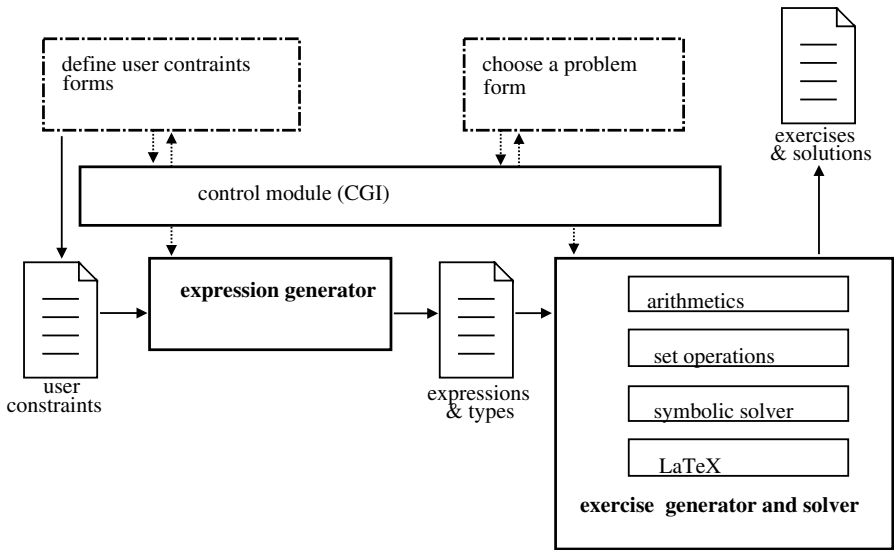 define user contraints
forms
choose a problem
form
exercises
& solutions
control module (CGI)
expression generator
arithmetics
set operations
symbolic solver
LaTeX
exercise generator and solver
user
constraints
expressions
& types